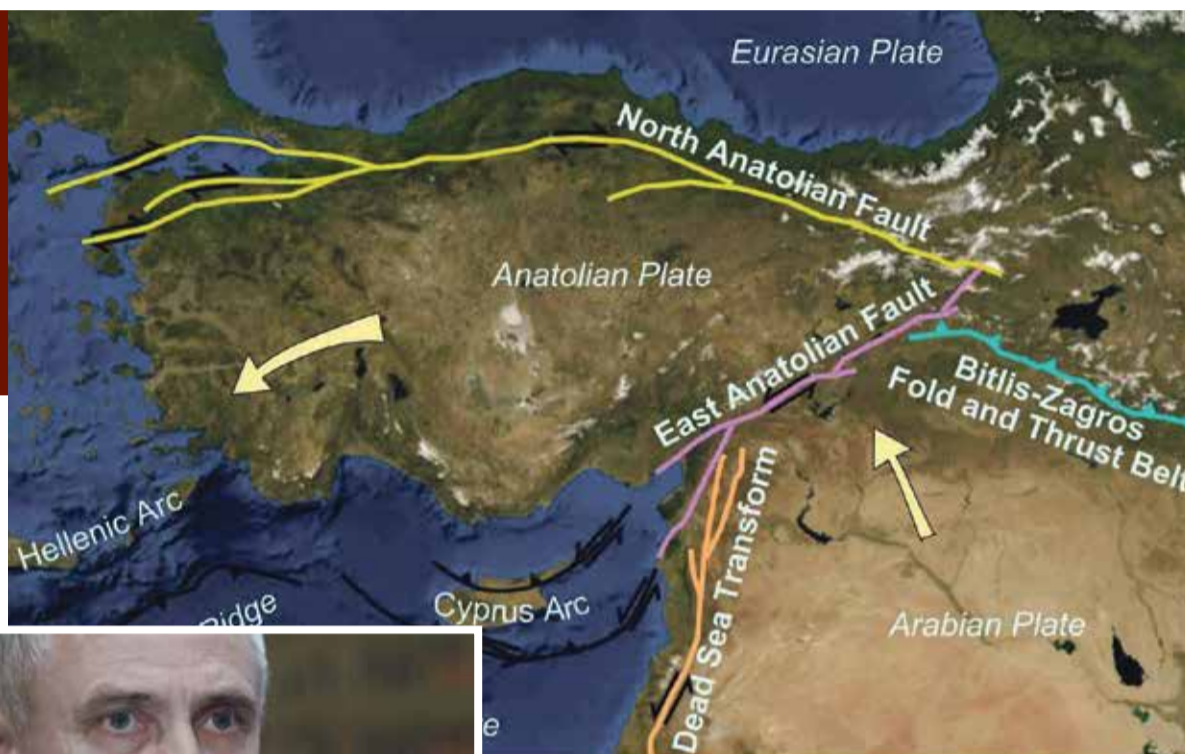 Eurasian Plate
North Anatolian Fault
Anatolian Plate
East Anatolian Fault
Bitlis-Zagros
Fold and Thrust Belt
Hellenic Arc
Ridge
Cyprus Arc
Dead Sea Transform
Arabian Plate
e